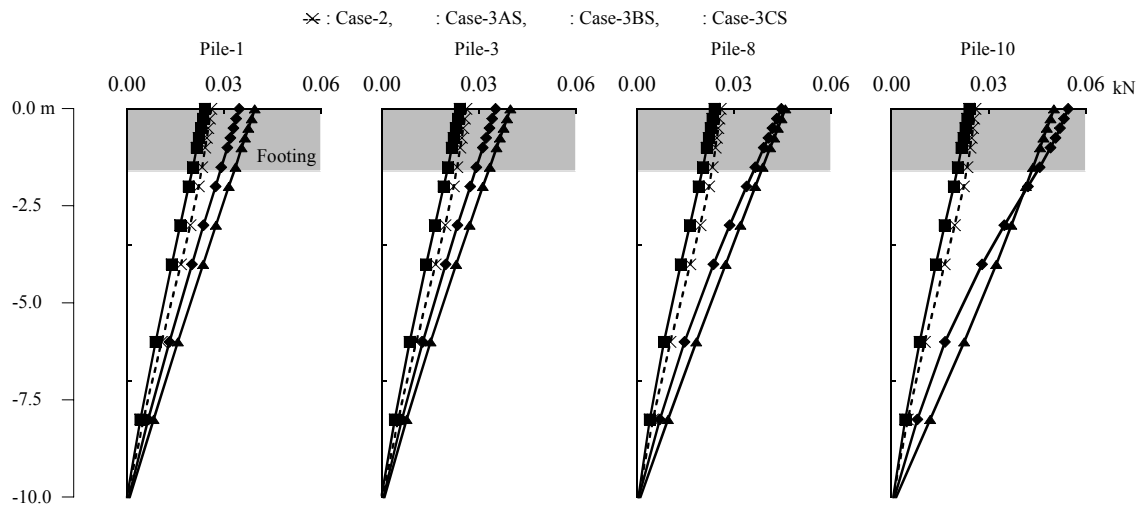 : Case-2, : Case-3AS, : Case-3BS, : Case-3CS
Pile-1 Pile-3 Pile-8 Pile-10
0.00 0.03 0.06 0.00 0.03 0.06 0.00 0.03 0.06 0.00 0.03 0.06 kN
0.0 m
Footing
-2.5
-5.0
-7.5
-10.0